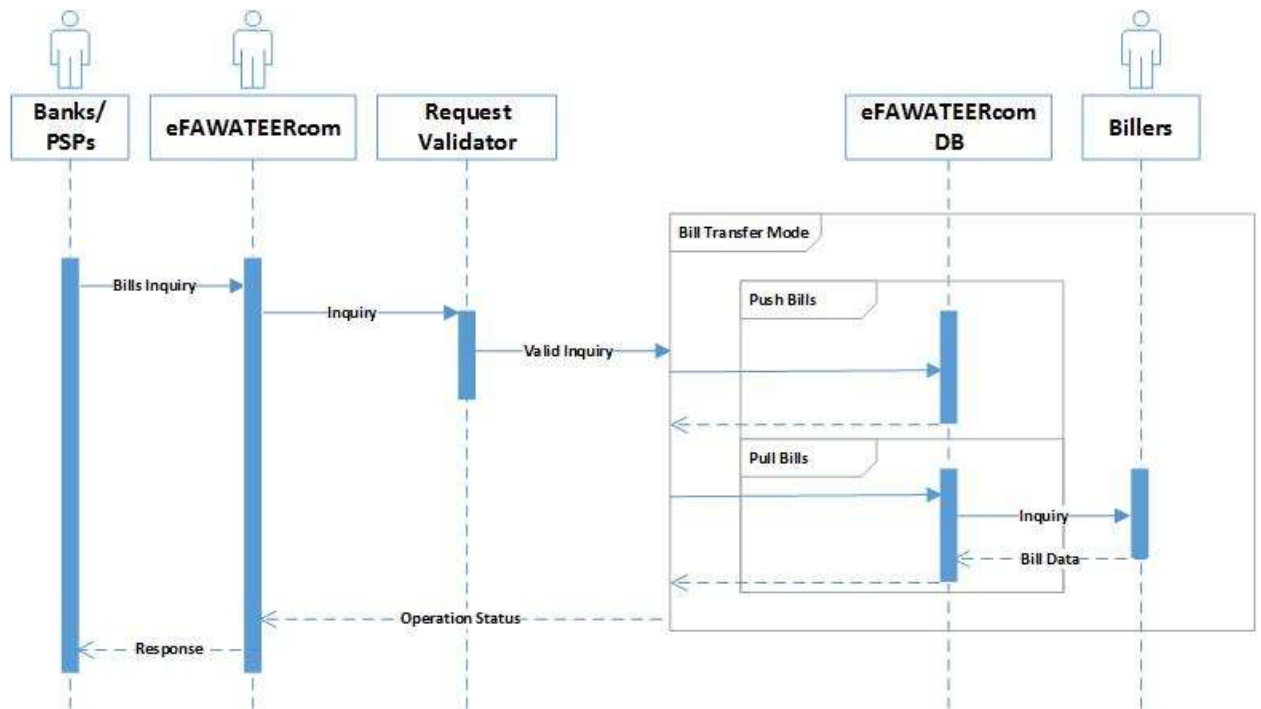 Banks/
PSPs
eFAWATEERcom
Request
Validator
eFAWATEERcom
DB
Billers
Bill Transfer Mode
Bills Inquiry
Push Bills
Inquiry
Valid Inquiry
Pull Bills
Inquiry
Bill Data
Operation Status
Response